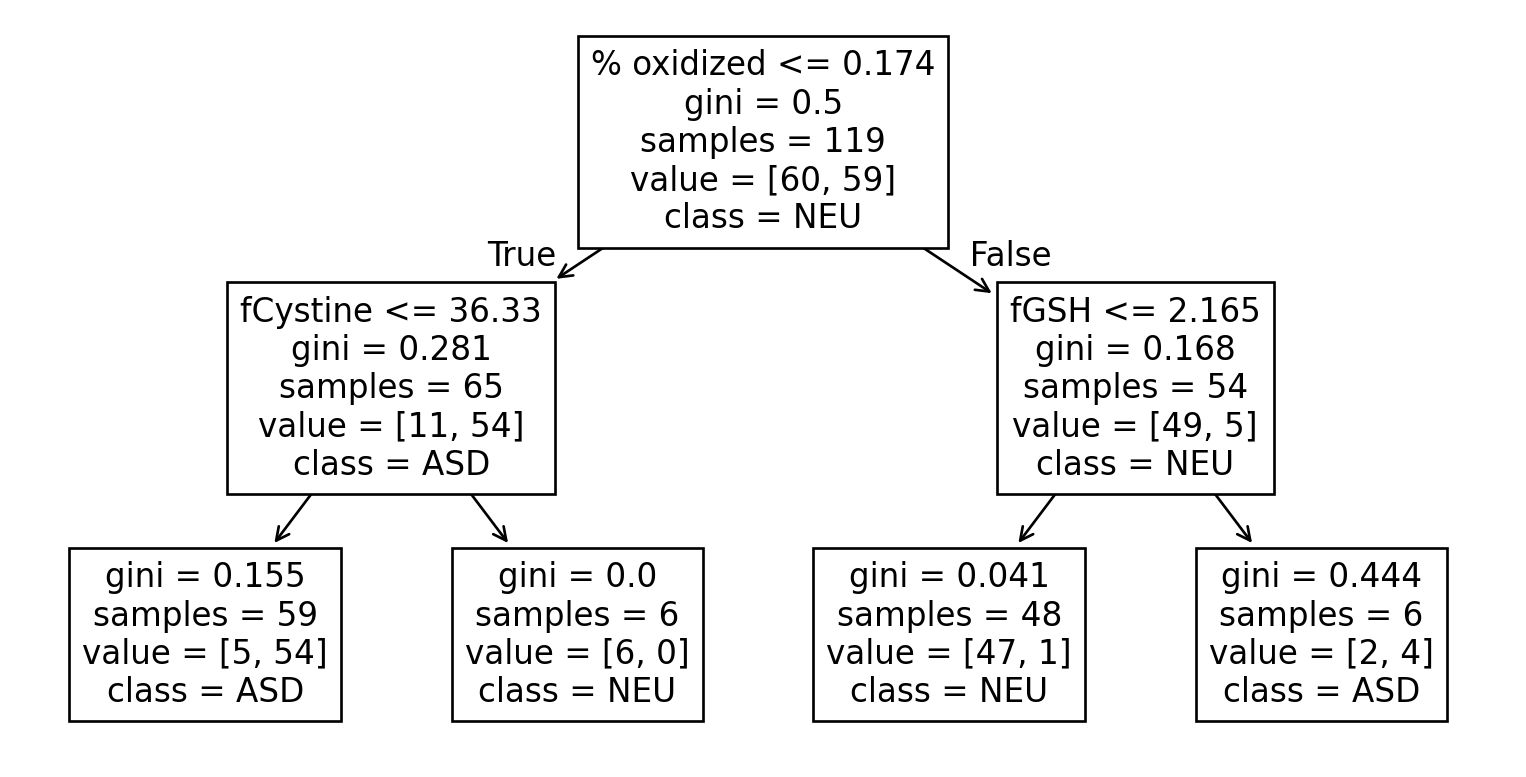 % oxidized <= 0.174
gini = 0.5
samples = 119
value = [60, 59]
class = NEU
True
False
fCystine <= 36.33
gini = 0.281
samples = 65
value = [11, 54]
class = ASD
fGSH <= 2.165
gini = 0.168
samples = 54
value = [49, 5]
class = NEU
gini = 0.155
samples = 59
value = [5, 54]
class = ASD
gini = 0.0
samples = 6
value = [6, 0]
class = NEU
gini = 0.041
samples = 48
value = [47, 1]
class = NEU
gini = 0.444
samples = 6
value = [2, 4]
class = ASD